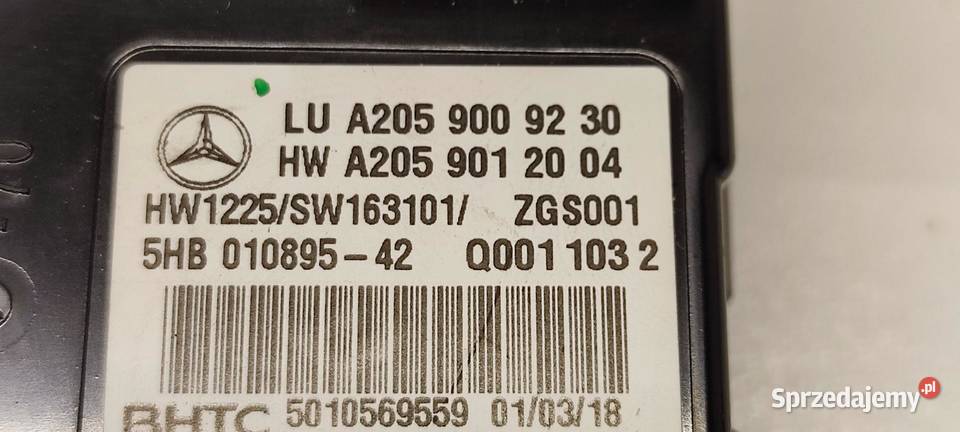 LU A205 900 92 30
HW A205 901 20 04
HW1225/SW163101/ ZGS001
5HB 010895-42 Q001 103 2
BHTC 5010569559 01/03/18
Sprzedajemy.pl